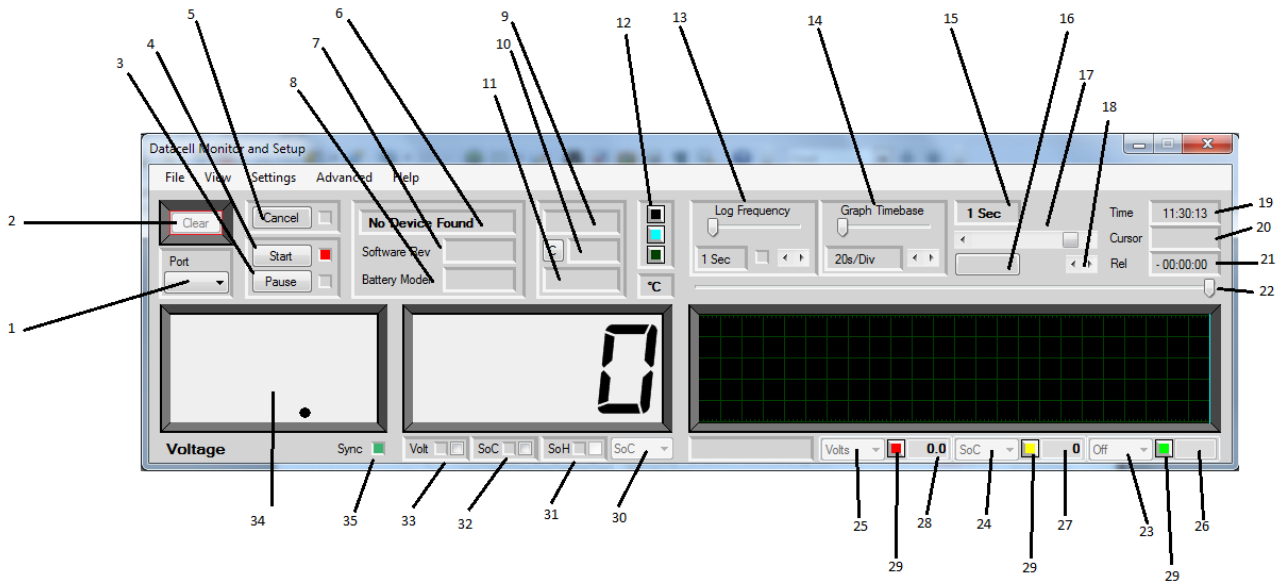 13 14 15 16
5 6 9 12
4 7 10 17
3 8 11 18
Datacell Monitor and Setup
File View Settings Advanced Help
2 Clear Cancel No Device Found Log Frequency Graph Timebase 1 Sec Time 11:30:13 19
Start Software Rev C Cursor 20
Port Pause Battery Model 1 Sec 20s/Div Rel - 00:00:00 21
°C
22
1
0
Voltage Sync Volt SoC SoH SoC Volts 0.0 SoC 0 Off
34 35 33 32 31 30 25 29 28 24 29 27 23 29 26